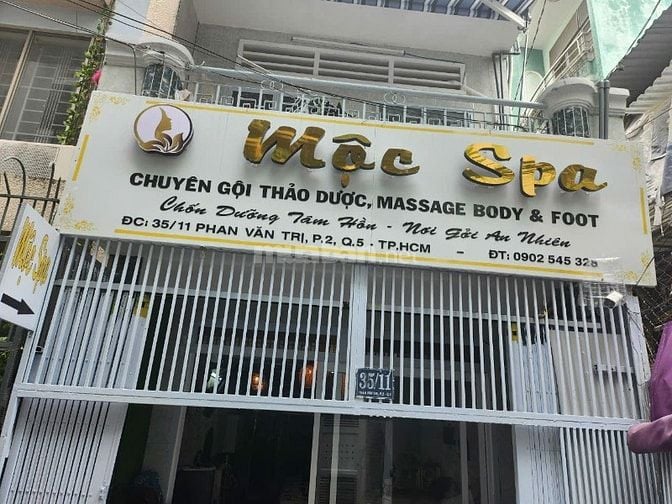 Mộc Spa
CHUYÊN GỘI THẢO DƯỢC, MASSAGE BODY & FOOT
Chốn Dưỡng Tâm Hồn - Nơi Gởi An Nhiên
ĐC: 35/11 PHAN VĂN TRỊ, P.2, Q.5 - TP.HCM - ĐT: 0902 545 325
Mộc Spa
35/11